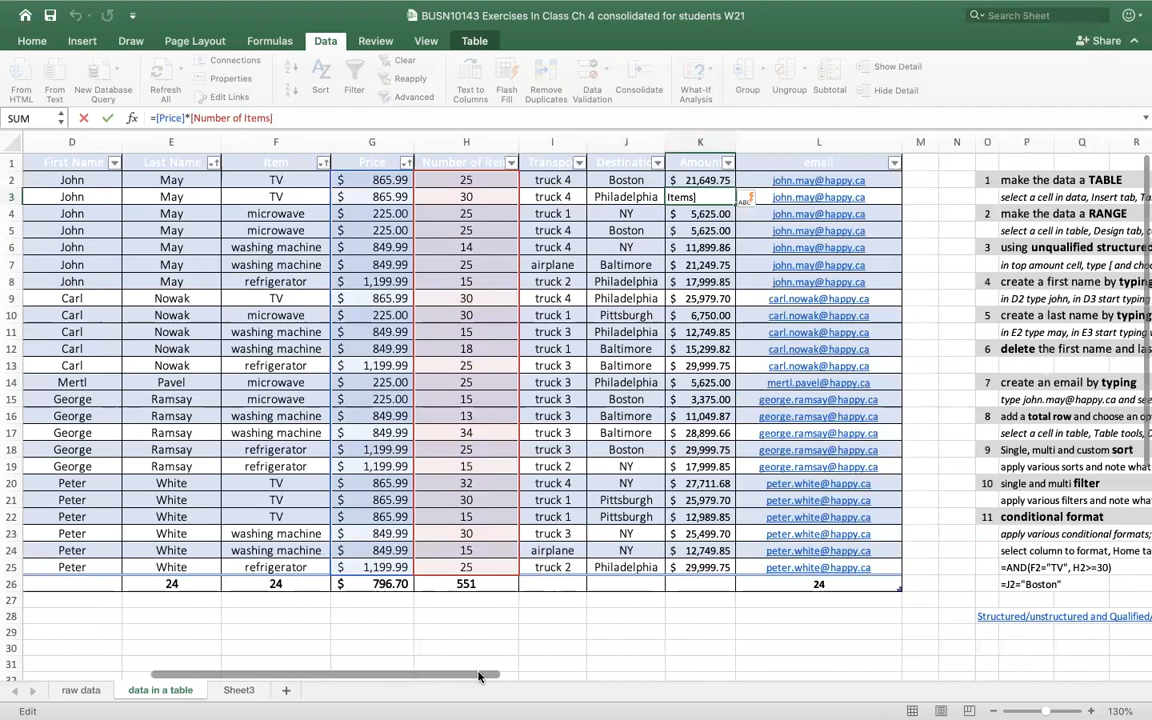 BUSN10143 Exercises In Class Ch 4 consolidated for students W21
Search Sheet
Home Insert Draw Page Layout Formulas Data Review View Table Share
From HTML From Text New Database Query Refresh All Connections Properties Edit Links Sort Filter Clear Reapply Advanced Text to Columns Flash Fill Remove Duplicates Data Validation Consolidate What-If Analysis Group Ungroup Subtotal Show Detail Hide Detail
SUM fx =[Price]*[Number of Items]
D E F G H I J K L M N O P Q R
1 First Name Last Name Item Price Number of Item Transpo Destinatio Amoun email
2 John May TV $ 865.99 25 truck 4 Boston $ 21,649.75 john.may@happy.ca 1 make the data a TABLE
3 John May TV $ 865.99 30 truck 4 Philadelphia Items] john.may@happy.ca select a cell in data, Insert tab, Ta
4 John May microwave $ 225.00 25 truck 1 NY $ 5,625.00 john.may@happy.ca 2 make the data a RANGE
5 John May microwave $ 225.00 25 truck 4 Boston $ 5,625.00 john.may@happy.ca select a cell in table, Design tab, c
6 John May washing machine $ 849.99 14 truck 4 NY $ 11,899.86 john.may@happy.ca 3 using unqualified structured
7 John May washing machine $ 849.99 25 airplane Baltimore $ 21,249.75 john.may@happy.ca in top amount cell, type [ and choo
8 John May refrigerator $ 1,199.99 15 truck 2 Philadelphia $ 17,999.85 john.may@happy.ca 4 create a first name by typing
9 Carl Nowak TV $ 865.99 30 truck 4 Philadelphia $ 25,979.70 carl.nowak@happy.ca in D2 type john, in D3 start typing
10 Carl Nowak microwave $ 225.00 30 truck 1 Pittsburgh $ 6,750.00 carl.nowak@happy.ca 5 create a last name by typing
11 Carl Nowak washing machine $ 849.99 15 truck 3 Philadelphia $ 12,749.85 carl.nowak@happy.ca in E2 type may, in E3 start typing
12 Carl Nowak washing machine $ 849.99 18 truck 1 Baltimore $ 15,299.82 carl.nowak@happy.ca 6 delete the first name and las
13 Carl Nowak refrigerator $ 1,199.99 25 truck 3 Baltimore $ 29,999.75 carl.nowak@happy.ca
14 Mertl Pavel microwave $ 225.00 25 truck 3 Philadelphia $ 5,625.00 mertl.pavel@happy.ca 7 create an email by typing
15 George Ramsay microwave $ 225.00 15 truck 3 Boston $ 3,375.00 george.ramsay@happy.ca type john.may@happy.ca and see
16 George Ramsay washing machine $ 849.99 13 truck 3 Baltimore $ 11,049.87 george.ramsay@happy.ca 8 add a total row and choose an op
17 George Ramsay washing machine $ 849.99 34 truck 3 Baltimore $ 28,899.66 george.ramsay@happy.ca select a cell in table, Table tools, D
18 George Ramsay refrigerator $ 1,199.99 25 truck 3 Boston $ 29,999.75 george.ramsay@happy.ca 9 Single, multi and custom sort
19 George Ramsay refrigerator $ 1,199.99 15 truck 2 NY $ 17,999.85 george.ramsay@happy.ca apply various sorts and note what
20 Peter White TV $ 865.99 32 truck 4 NY $ 27,711.68 peter.white@happy.ca 10 single and multi filter
21 Peter White TV $ 865.99 30 truck 1 Pittsburgh $ 25,979.70 peter.white@happy.ca apply various filters and note what
22 Peter White TV $ 865.99 15 truck 1 Pittsburgh $ 12,989.85 peter.white@happy.ca 11 conditional format
23 Peter White washing machine $ 849.99 30 truck 3 NY $ 25,499.70 peter.white@happy.ca apply various conditional formats;
24 Peter White washing machine $ 849.99 15 airplane NY $ 12,749.85 peter.white@happy.ca select column to format, Home ta
25 Peter White refrigerator $ 1,199.99 25 truck 2 Philadelphia $ 29,999.75 peter.white@happy.ca =AND(F2="TV", H2>=30)
26 24 24 $ 796.70 551 24 =J2="Boston"
27
28 Structured/unstructured and Qualified/
29
30
31
raw data data in a table Sheet3 +
Edit 130%